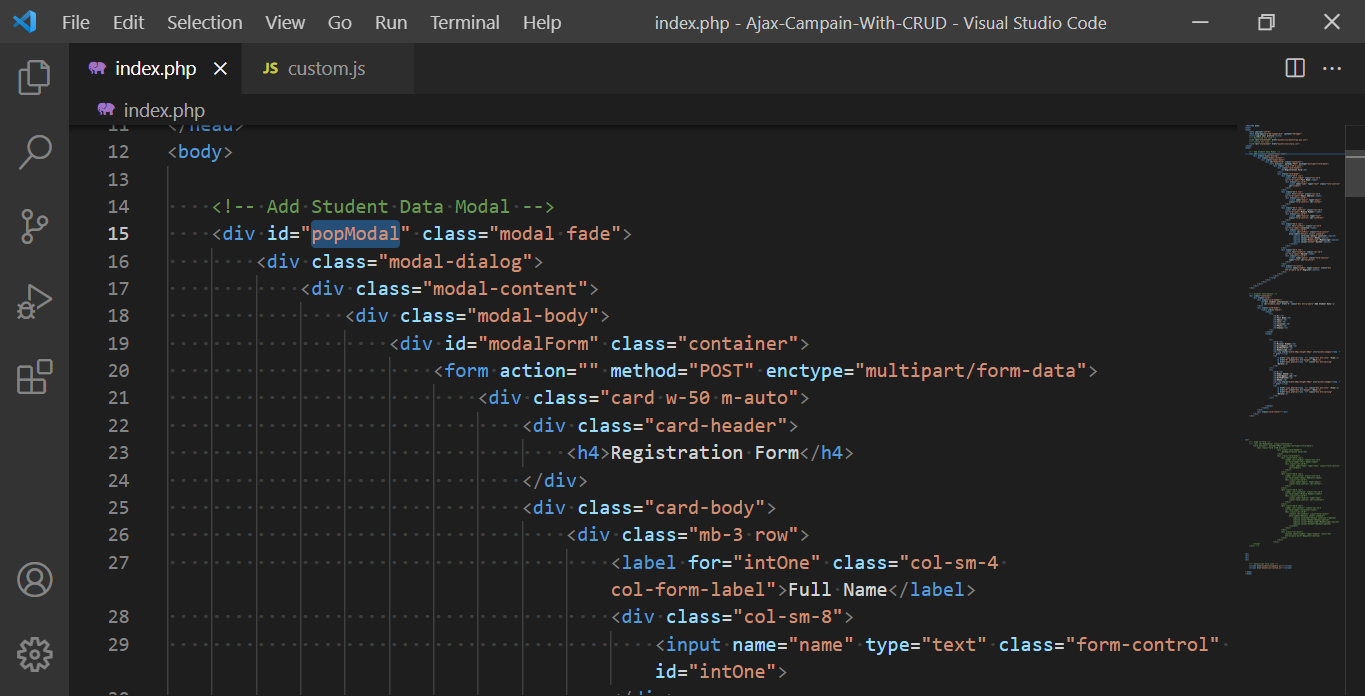 File Edit Selection View Go Run Terminal Help index.php - Ajax-Campain-With-CRUD - Visual Studio Code
index.php JS custom.js
index.php
11 </head>
12 <body>
13
14 <!-- Add Student Data Modal -->
15 <div id="popModal" class="modal fade">
16 <div class="modal-dialog">
17 <div class="modal-content">
18 <div class="modal-body">
19 <div id="modalForm" class="container">
20 <form action="" method="POST" enctype="multipart/form-data">
21 <div class="card w-50 m-auto">
22 <div class="card-header">
23 <h4>Registration Form</h4>
24 </div>
25 <div class="card-body">
26 <div class="mb-3 row">
27 <label for="intOne" class="col-sm-4
col-form-label">Full Name</label>
28 <div class="col-sm-8">
29 <input name="name" type="text" class="form-control"
id="intOne">